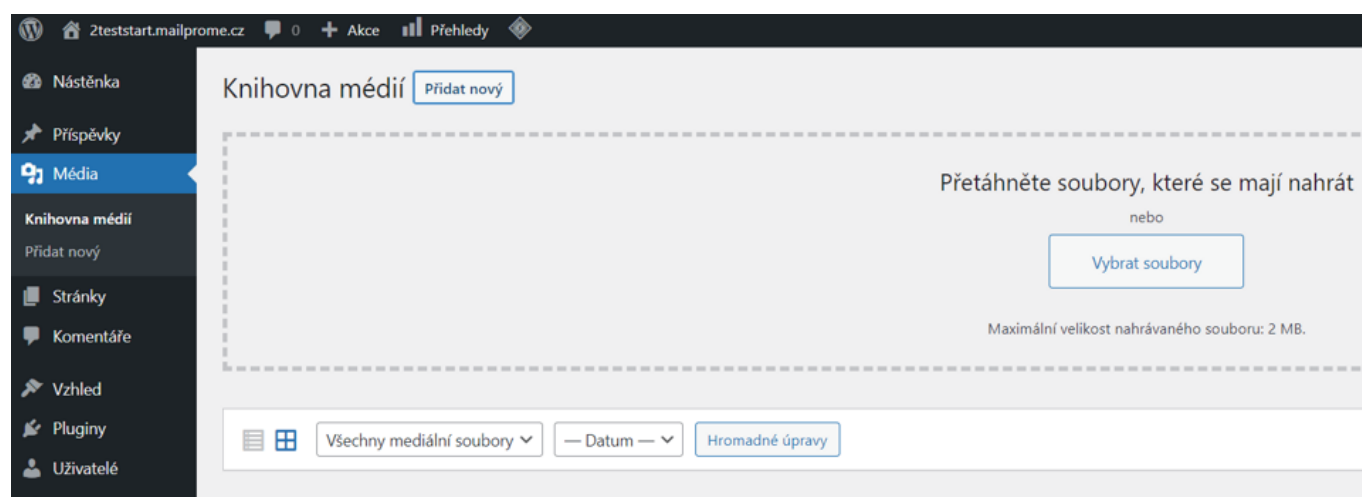 2teststart.mailprome.cz 0 + Akce Přehledy
Nástěnka
Příspěvky
Média
Knihovna médií
Přidat nový
Stránky
Komentáře
Vzhled
Pluginy
Uživatelé
Knihovna médií Přidat nový
Přetáhněte soubory, které se mají nahrát
nebo
Vybrat soubory
Maximální velikost nahrávaného souboru: 2 MB.
Všechny mediální soubory — Datum — Hromadné úpravy